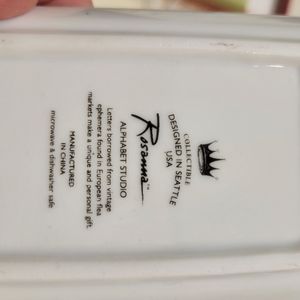 COLLECTIBLE
DESIGNED IN SEATTLE
USA
Rosanna™
ALPHABET STUDIO
Letters borrowed from vintage
ephemera found in European flea
markets make a unique and personal gift.
MANUFACTURED
IN CHINA
microwave & dishwasher safe